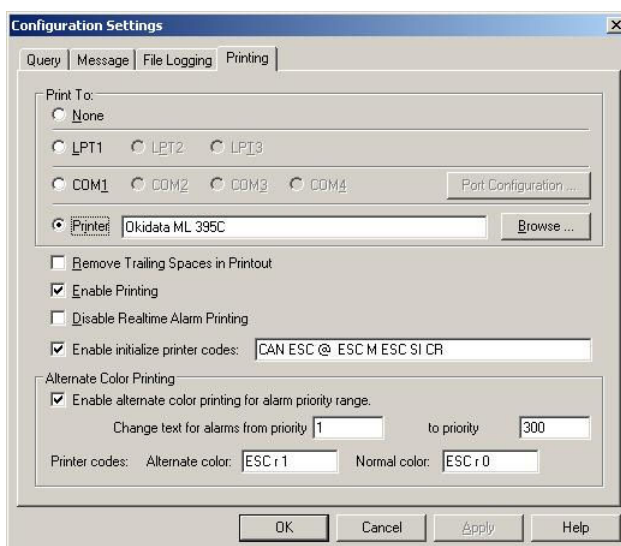 Configuration Settings
Query Message File Logging Printing
Print To:
None
LPT1 LPT2 LPT3
COM1 COM2 COM3 COM4 Port Configuration ...
Printer Okidata ML 395C Browse ...
Remove Trailing Spaces in Printout
Enable Printing
Disable Realtime Alarm Printing
Enable initialize printer codes: CAN ESC @ ESC M ESC SI CR
Alternate Color Printing
Enable alternate color printing for alarm priority range.
Change text for alarms from priority 1 to priority 300
Printer codes: Alternate color: ESC r 1 Normal color: ESC r 0
OK Cancel Apply Help